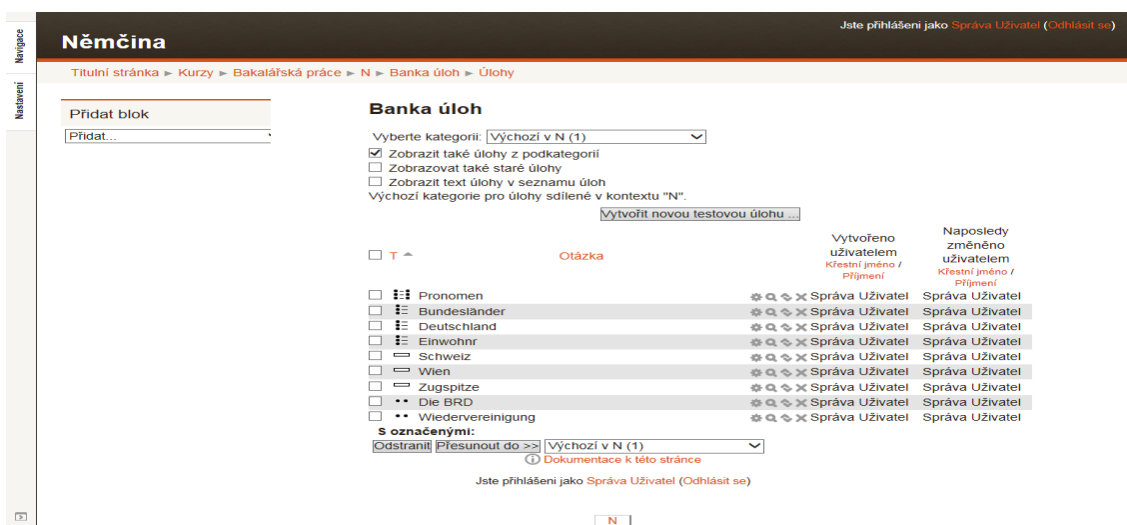 Navigace
Nastavení
Jste přihlášeni jako Správa Uživatel (Odhlásit se)
Němčina
Titulní stránka ► Kurzy ► Bakalářská práce ► N ► Banka úloh ► Úlohy
Přidat blok
Přidat...
Banka úloh
Vyberte kategorii: Výchozí v N (1)
Zobrazit také úlohy z podkategorií
Zobrazovat také staré úlohy
Zobrazit text úlohy v seznamu úloh
Výchozí kategorie pro úlohy sdílené v kontextu "N".
Vytvořit novou testovou úlohu ...
T Otázka
Vytvořeno
uživatelem
Křestní jméno /
Příjmení
Naposledy
změněno
uživatelem
Křestní jméno /
Příjmení
Pronomen Správa Uživatel Správa Uživatel
Bundesländer Správa Uživatel Správa Uživatel
Deutschland Správa Uživatel Správa Uživatel
Einwohnr Správa Uživatel Správa Uživatel
Schweiz Správa Uživatel Správa Uživatel
Wien Správa Uživatel Správa Uživatel
Zugspitze Správa Uživatel Správa Uživatel
Die BRD Správa Uživatel Správa Uživatel
Wiedervereinigung Správa Uživatel Správa Uživatel
S označenými:
Odstranit Přesunout do >> Výchozí v N (1)
Dokumentace k této stránce
Jste přihlášeni jako Správa Uživatel (Odhlásit se)
N